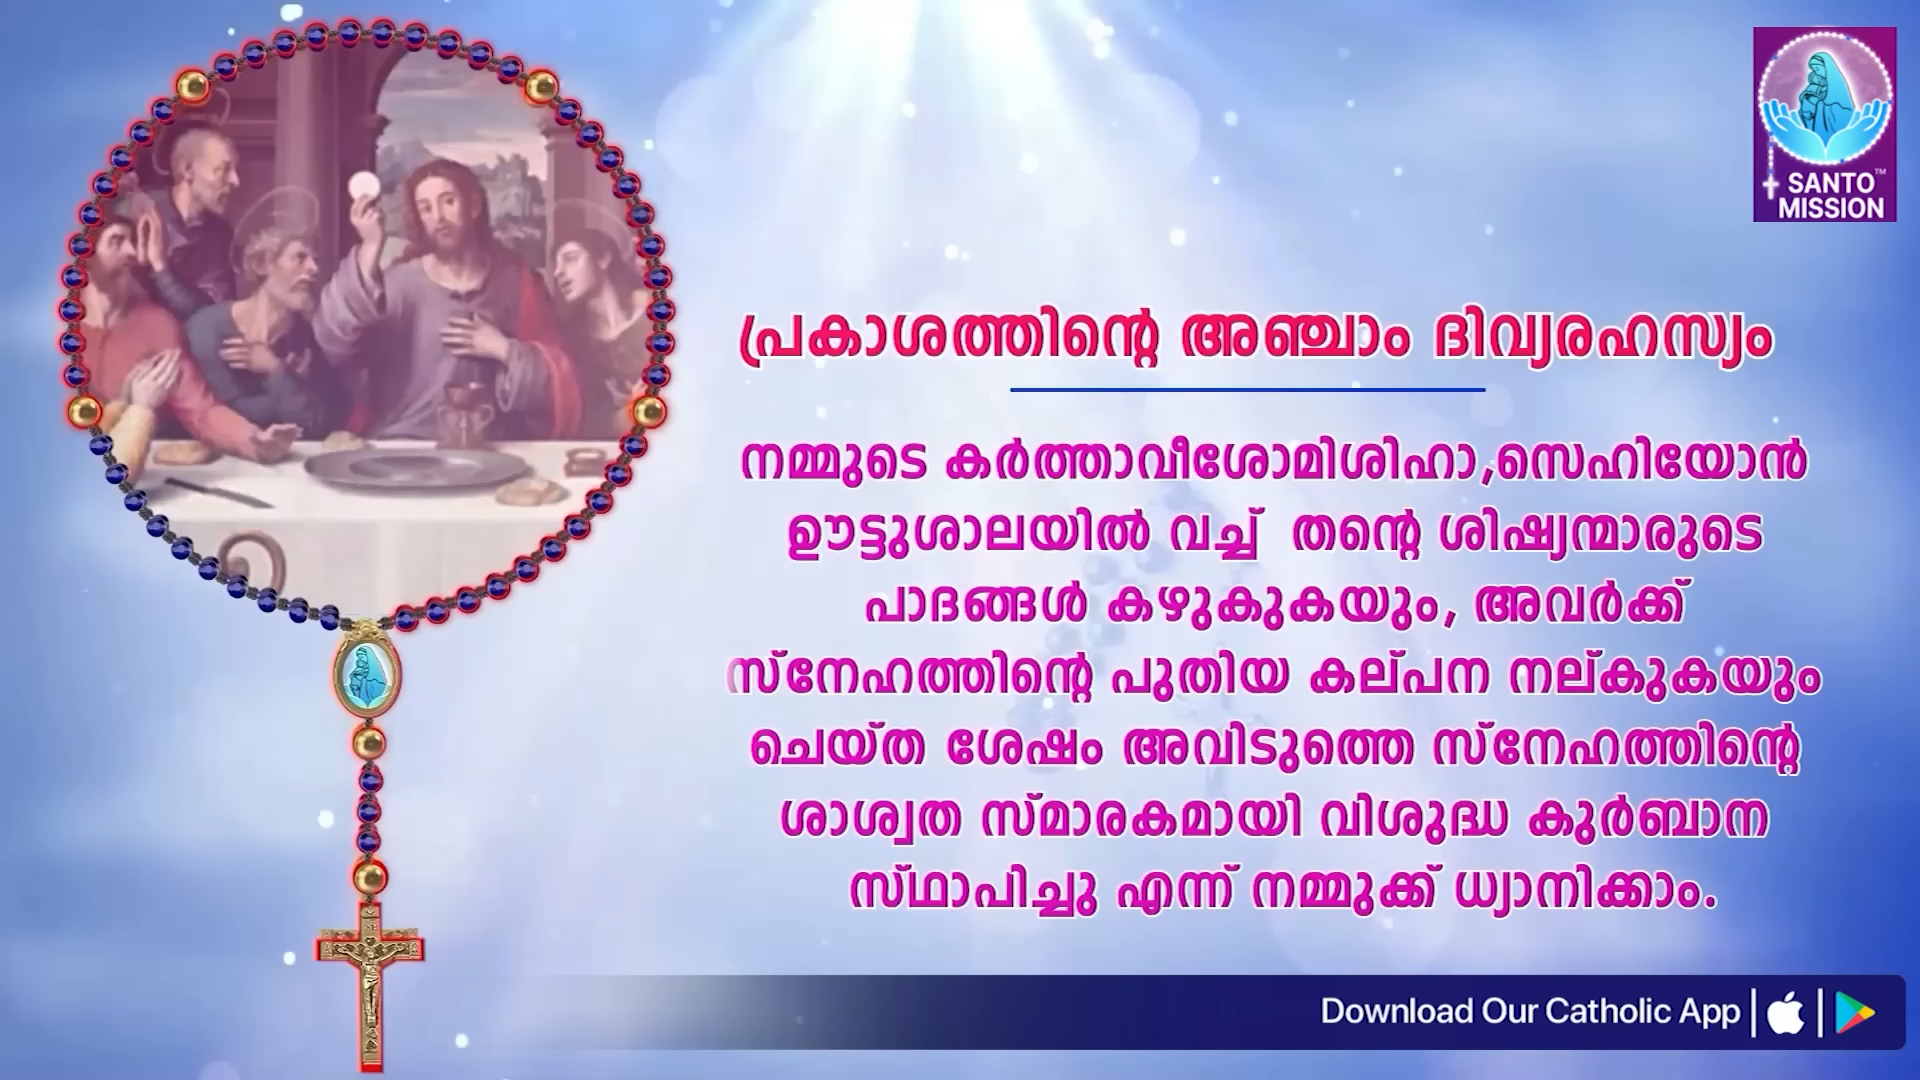 SANTO™
MISSION
പ്രകാശത്തിന്റെ അഞ്ചാം ദിവ്യരഹസ്യം
നമ്മുടെ കർത്താവീശോമിശിഹാ,സെഹിയോൻ
ഊട്ടുശാലയിൽ വച്ച് തന്റെ ശിഷ്യന്മാരുടെ
പാദങ്ങൾ കഴുകുകയും, അവർക്ക്
സ്നേഹത്തിന്റെ പുതിയ കല്പന നല്കുകയും
ചെയ്ത ശേഷം അവിടുത്തെ സ്നേഹത്തിന്റെ
ശാശ്വത സ്മാരകമായി വിശുദ്ധ കുർബാന
സ്ഥാപിച്ചു എന്ന് നമ്മുക്ക് ധ്യാനിക്കാം.
Download Our Catholic App